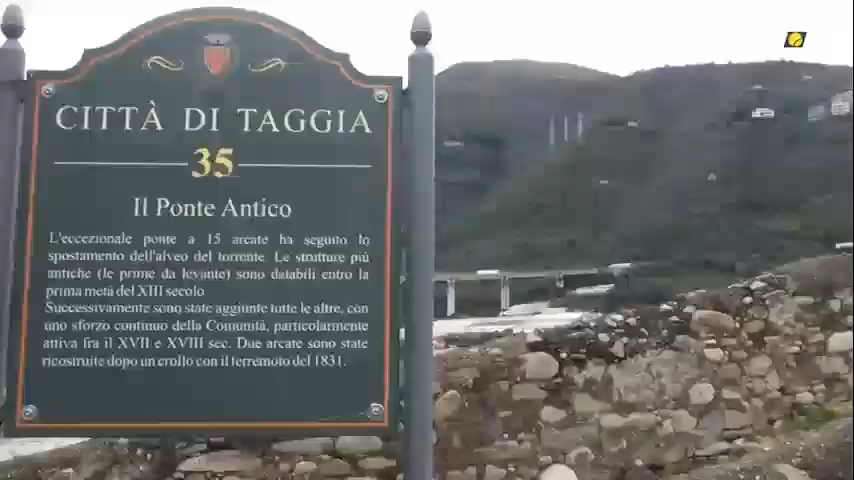 CITTÀ DI TAGGIA
35
Il Ponte Antico
L'eccezionale ponte a 15 arcate ha seguito lo
spostamento dell'alveo del torrente. Le strutture più
antiche (le prime da levante) sono databili entro la
prima metà del XIII secolo
Successivamente sono state aggiunte tutte le altre, con
uno sforzo continuo della Comunità, particolarmente
attiva fra il XVII e XVIII sec. Due arcate sono state
ricostruite dopo un crollo con il terremoto del 1831.